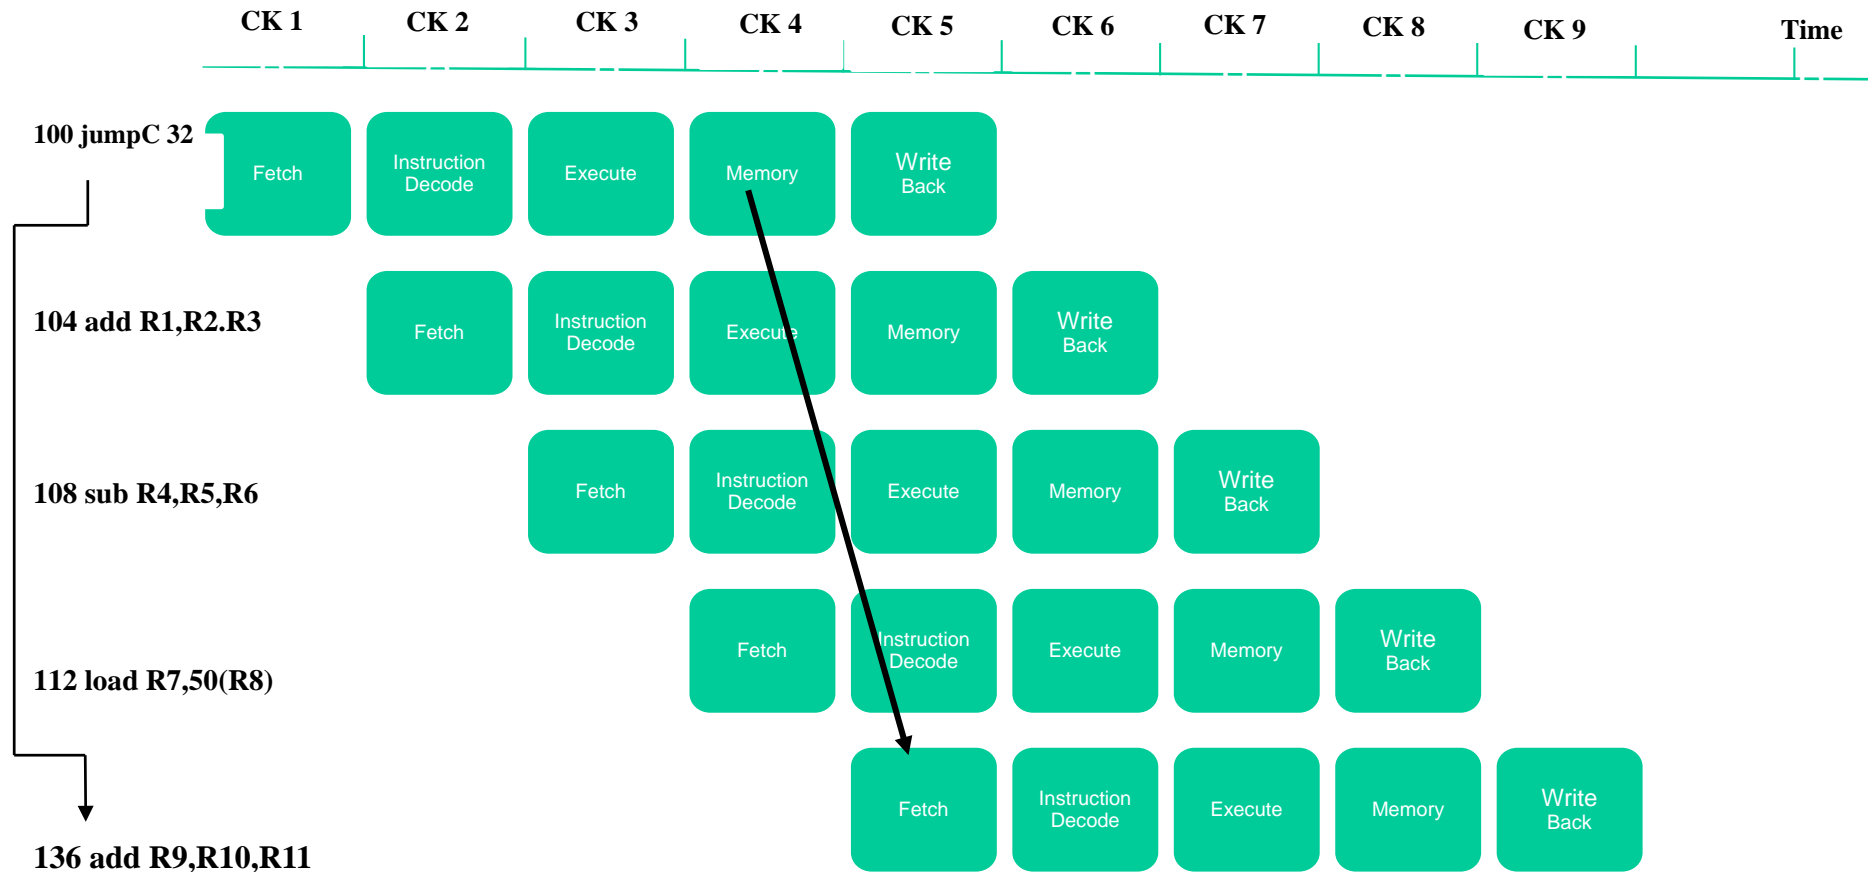 CK 1 CK 2 CK 3 CK 4 CK 5 CK 6 CK 7 CK 8 CK 9 Time
100 jumpC 32
Fetch
Instruction
Decode
Execute
Memory
Write
Back
104 add R1,R2.R3
Fetch
Instruction
Decode
Execute
Memory
Write
Back
108 sub R4,R5,R6
Fetch
Instruction
Decode
Execute
Memory
Write
Back
112 load R7,50(R8)
Fetch
Instruction
Decode
Execute
Memory
Write
Back
136 add R9,R10,R11
Fetch
Instruction
Decode
Execute
Memory
Write
Back